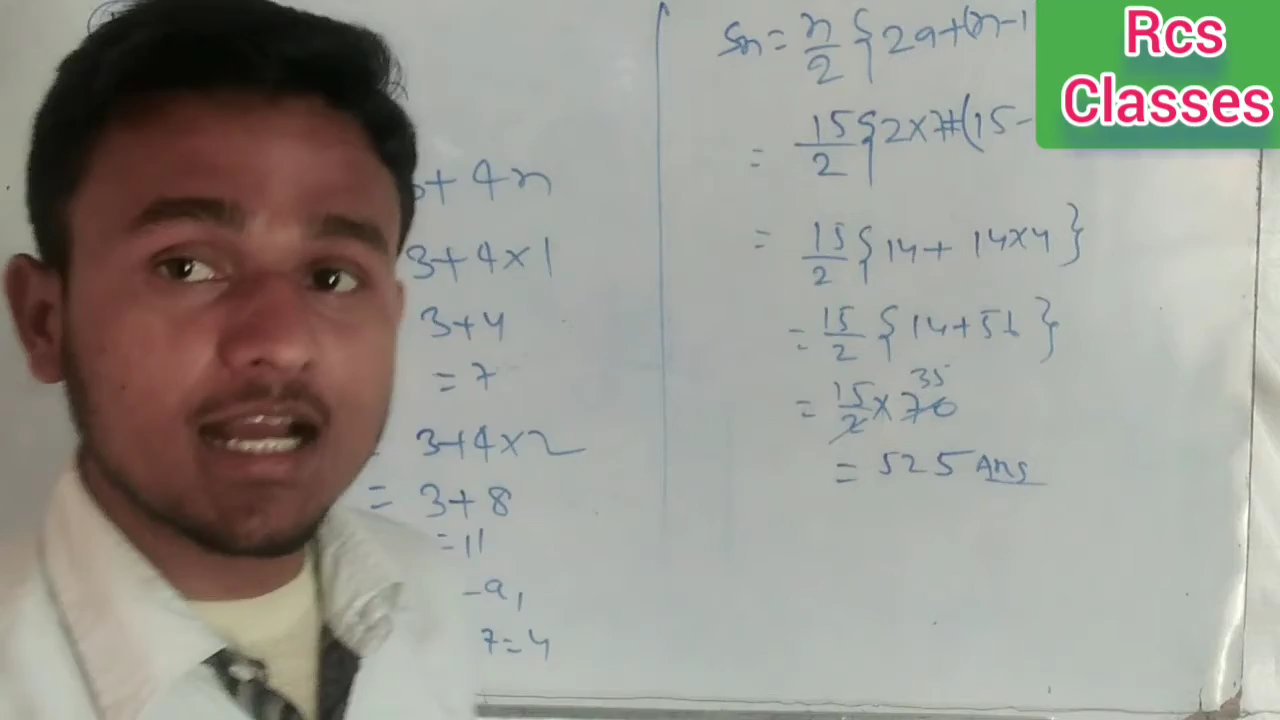 3+4n
3+4×1
3+4
=7
3+4×2
= 3+8
=11
-a₁
7=4
Sn= n/2 {2a+(n-1
= 15/2 {2×7+(15-
= 15/2 {14+ 14×4}
= 15/2 {14+56}
= 15/2 × 70 35
= 525 Ans
Rcs
Classes